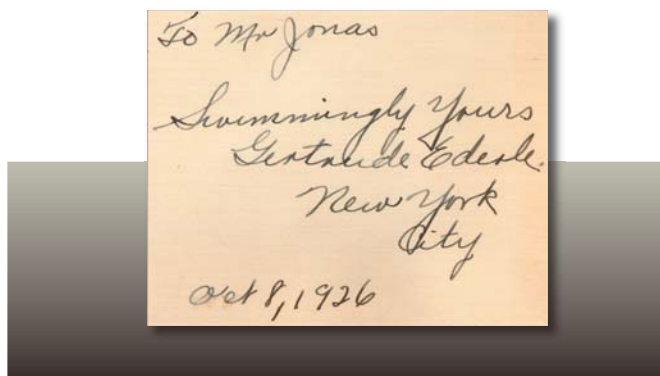 To Mr Jonas
Swimmingly Yours
Gertrude Ederle.
New York
City
Oct 8, 1926